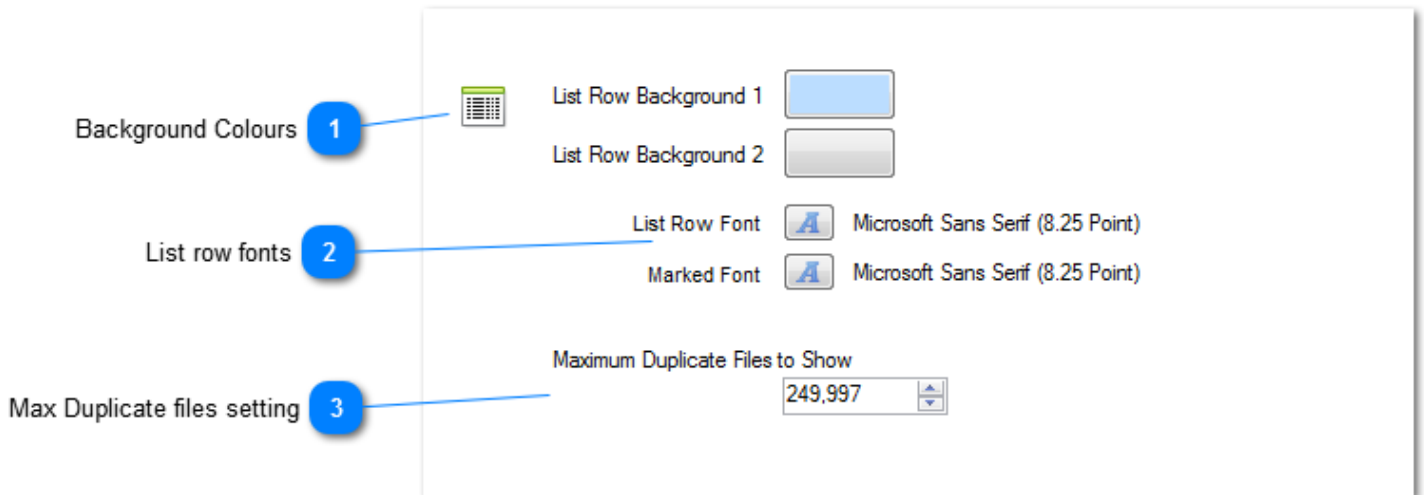 List Row Background 1
Background Colours 1
List Row Background 2
List Row Font A Microsoft Sans Serif (8.25 Point)
List row fonts 2
Marked Font A Microsoft Sans Serif (8.25 Point)
Maximum Duplicate Files to Show
249,997
Max Duplicate files setting 3